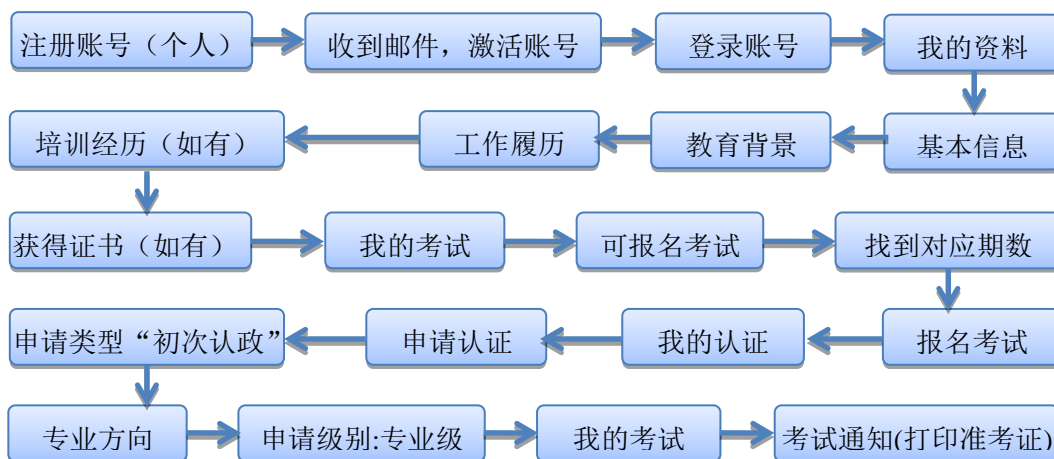 注册账号（个人）
收到邮件，激活账号
登录账号
我的资料
基本信息
教育背景
工作履历
培训经历（如有）
获得证书（如有）
我的考试
可报名考试
找到对应期数
报名考试
我的认证
申请认证
申请类型“初次认政”
专业方向
申请级别:专业级
我的考试
考试通知(打印准考证)